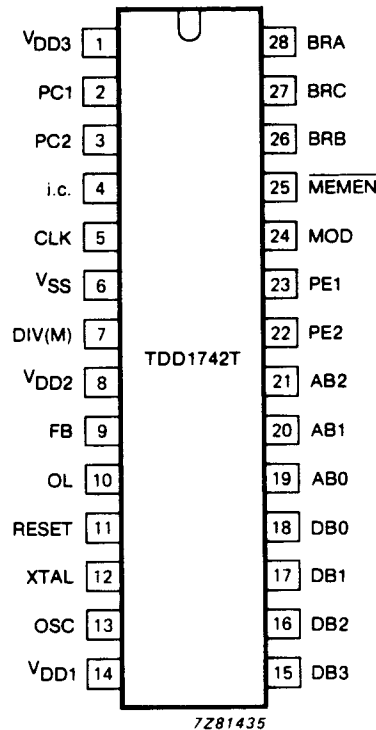 VDD3 1 28 BRA
PC1 2 27 BRC
PC2 3 26 BRB
i.c. 4 25 MEMEN
CLK 5 24 MOD
VSS 6 23 PE1
DIV(M) 7 22 PE2
TDD1742T
VDD2 8 21 AB2
FB 9 20 AB1
OL 10 19 AB0
RESET 11 18 DB0
XTAL 12 17 DB1
OSC 13 16 DB2
VDD1 14 15 DB3
7Z81435